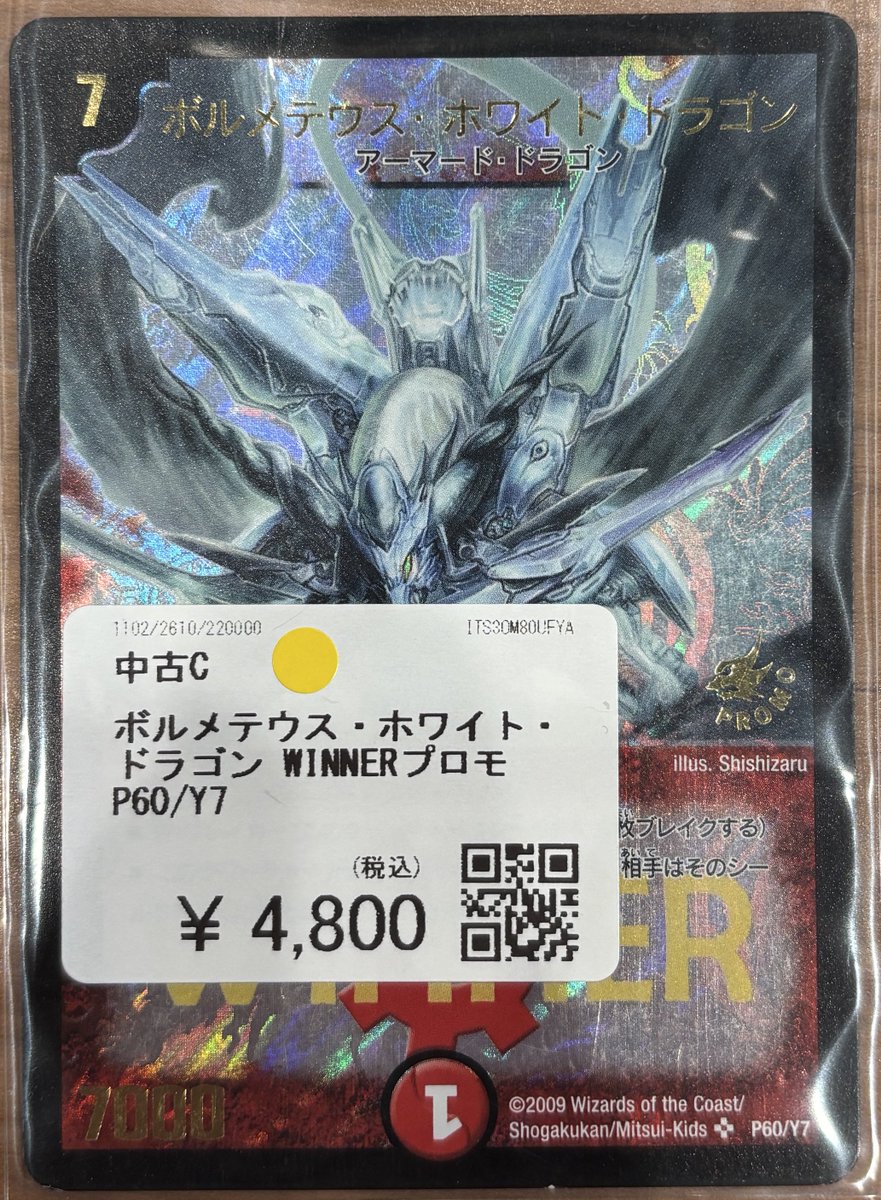 7
ボルメテウス・ホワイト・ドラゴン
アーマード・ドラゴン
1102/2610/220000
ITS30M80UFYA
中古C
ボルメテウス・ホワイト・
ドラゴン WINNERプロモ
P60/Y7
(税込)
¥ 4,800
PROMO
illus. Shishizaru
枚ブレイクする)
あいて
相手はそのシー
WINNER
7000
1
©2009 Wizards of the Coast/
Shogakukan/Mitsui-Kids P60/Y7